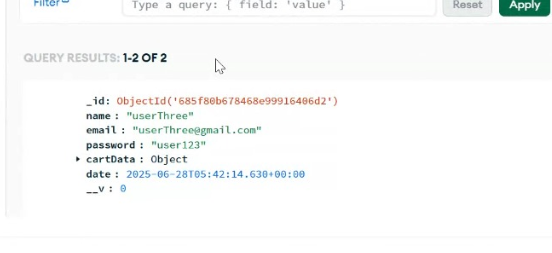 Filter
Type a query: { field: 'value' }
Reset
Apply
QUERY RESULTS: 1-2 OF 2
_id: ObjectId('685f80b678468e99916406d2')
name : "userThree"
email : "userThree@gmail.com"
password : "user123"
cartData : Object
date : 2025-06-28T05:42:14.630+00:00
__v : 0